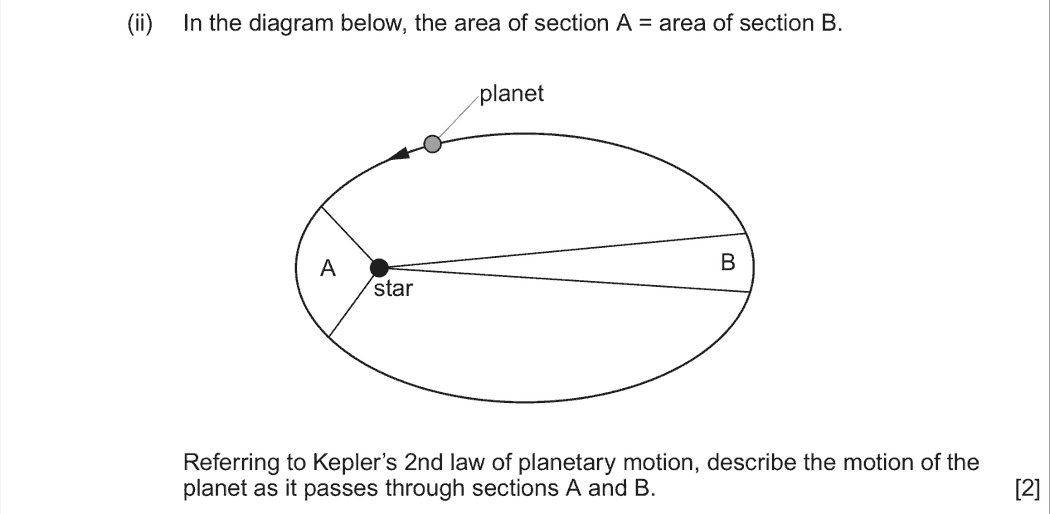 (ii) In the diagram below, the area of section A = area of section B.
planet
A
B
star
Referring to Kepler’s 2nd law of planetary motion, describe the motion of the
planet as it passes through sections A and B. [2]